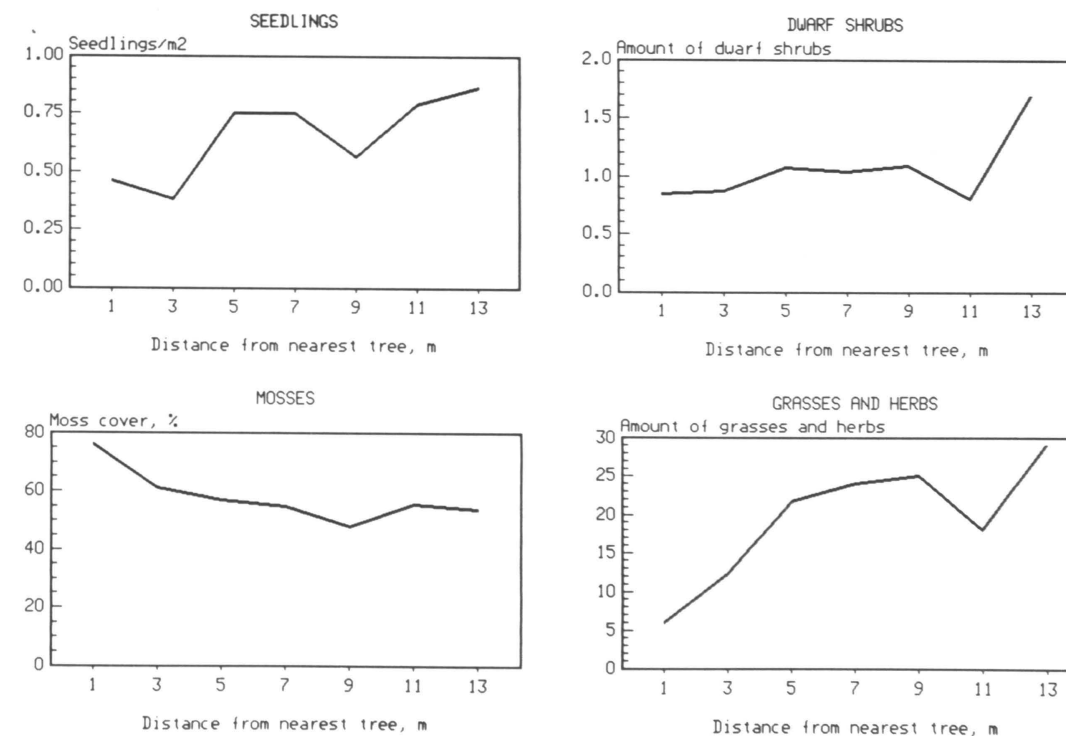 SEEDLINGS
Seedlings/m2
1.00
0.75
0.50
0.25
0.00
1 3 5 7 9 11 13
Distance from nearest tree, m
DWARF SHRUBS
Amount of dwarf shrubs
2.0
1.5
1.0
0.5
0.0
1 3 5 7 9 11 13
Distance from nearest tree, m
MOSSES
Moss cover, %
80
60
40
20
0
1 3 5 7 9 11 13
Distance from nearest tree, m
GRASSES AND HERBS
Amount of grasses and herbs
30
25
20
15
10
5
0
1 3 5 7 9 11 13
Distance from nearest tree, m